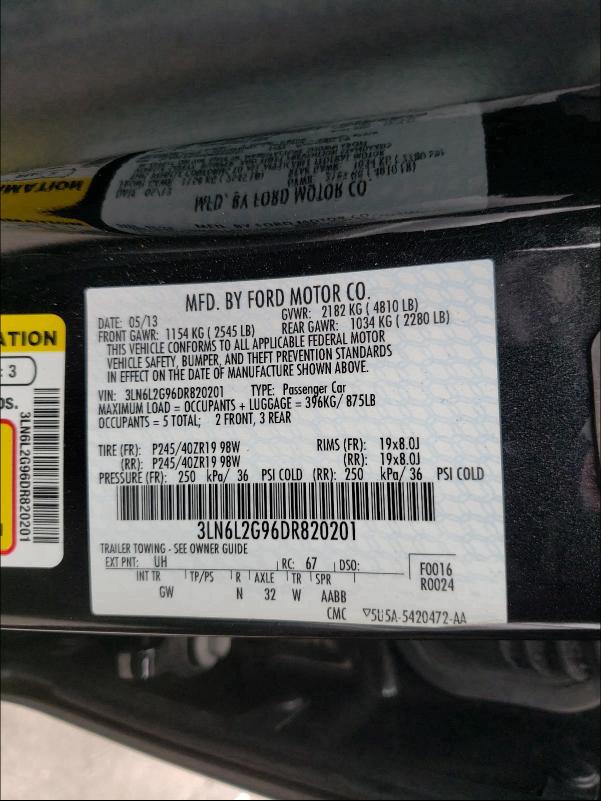 MFD. BY FORD MOTOR CO.
DATE: 05/13 GVWR: 2182 KG ( 4810 LB)
FRONT GAWR: 1154 KG ( 2545 LB) REAR GAWR: 1034 KG ( 2280 LB)
THIS VEHICLE CONFORMS TO ALL APPLICABLE FEDERAL MOTOR
VEHICLE SAFETY, BUMPER, AND THEFT PREVENTION STANDARDS
IN EFFECT ON THE DATE OF MANUFACTURE SHOWN ABOVE.
VIN: 3LN6L2G96DR820201 TYPE: Passenger Car
MAXIMUM LOAD = OCCUPANTS + LUGGAGE = 396KG/ 875LB
OCCUPANTS = 5 TOTAL: 2 FRONT, 3 REAR
TIRE (FR): P245/40ZR19 98W RIMS (FR): 19x8.0J
(RR): P245/40ZR19 98W (RR): 19x8.0J
PRESSURE (FR): 250 kPa/ 36 PSI COLD (RR): 250 kPa/ 36 PSI COLD
3LN6L2G96DR820201
TRAILER TOWING - SEE OWNER GUIDE
EXT PNT: UH RC: 67 DSO: F0016
INT TR TP/PS R AXLE TR SPR R0024
GW N 32 W AABB
CMC ▽5U5A-5420472-AA
ATION
: 3
os.
3LN6L2G96DR820201